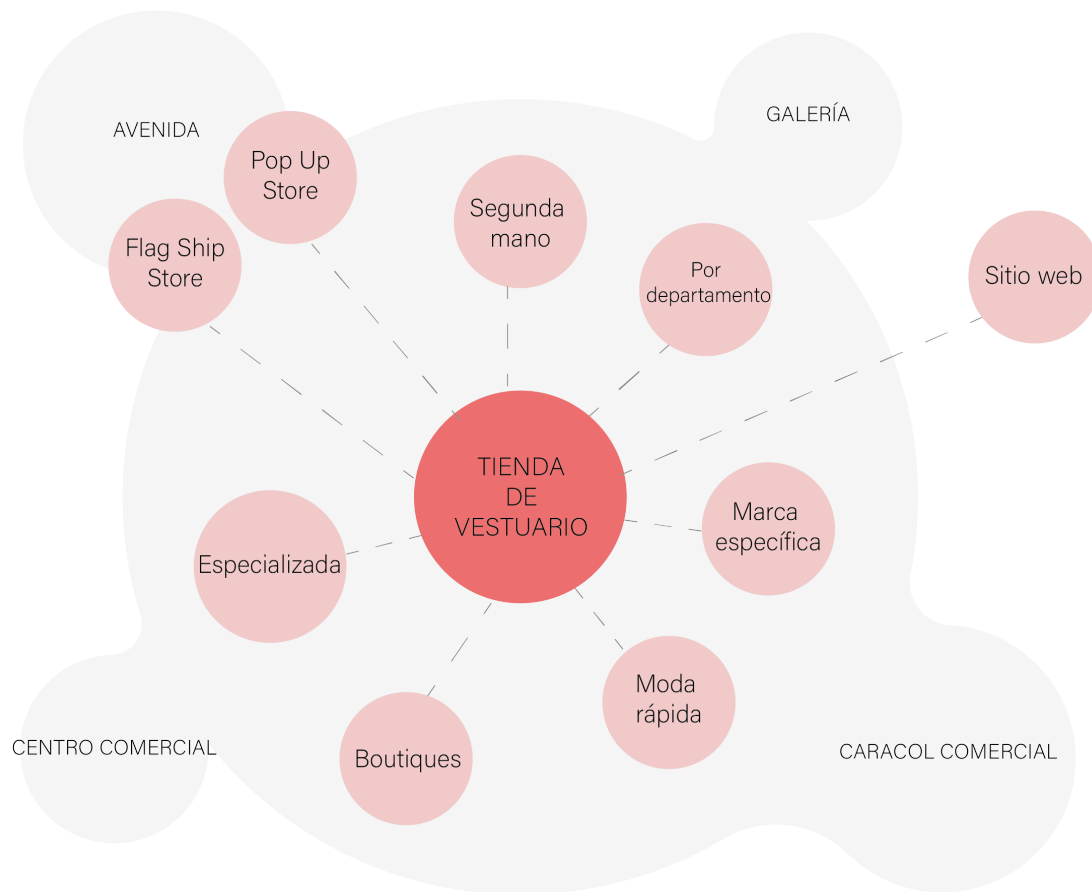 AVENIDA
GALERÍA
Pop Up
Store
Segunda
mano
Flag Ship
Store
Por
departamento
Sitio web
TIENDA
DE
VESTUARIO
Marca
específica
Especializada
Moda
rápida
CENTRO COMERCIAL
Boutiques
CARACOL COMERCIAL